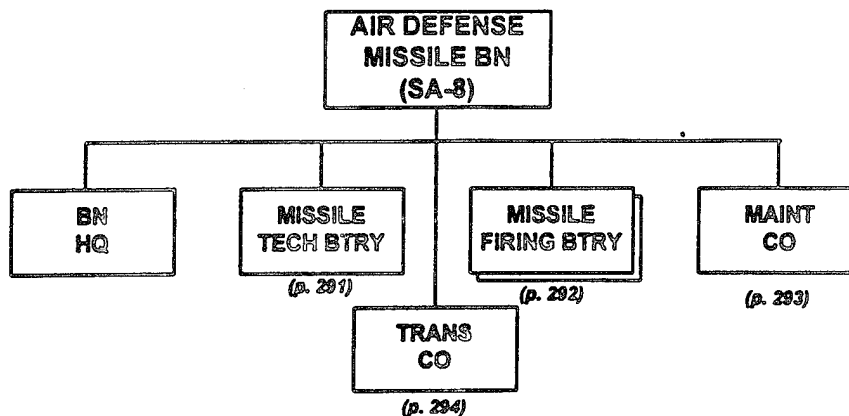 AIR DEFENSE
MISSILE BN
(SA-8)
BN
HQ
MISSILE
TECH BTRY
(p. 291)
MISSILE
FIRING BTRY
(p. 292)
MAINT
CO
(p. 293)
TRANS
CO
(p. 294)